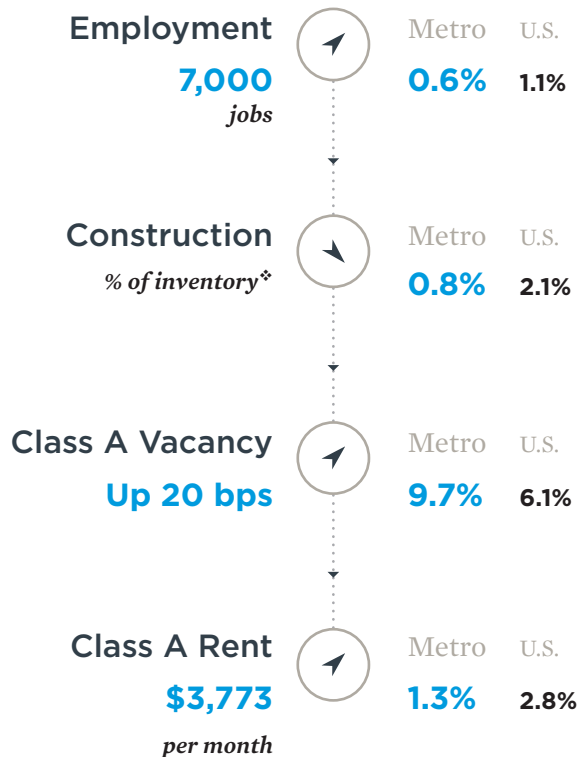 Employment Metro U.S.
7,000 0.6% 1.1%
jobs
Construction Metro U.S.
% of inventory❖ 0.8% 2.1%
Class A Vacancy Metro U.S.
Up 20 bps 9.7% 6.1%
Class A Rent Metro U.S.
$3,773 1.3% 2.8%
per month